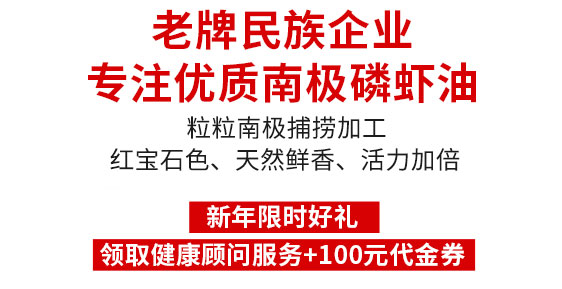 老牌民族企业
专注优质南极磷虾油
粒粒南极捕捞加工
红宝石色、天然鲜香、活力加倍
新年限时好礼
领取健康顾问服务+100元代金券